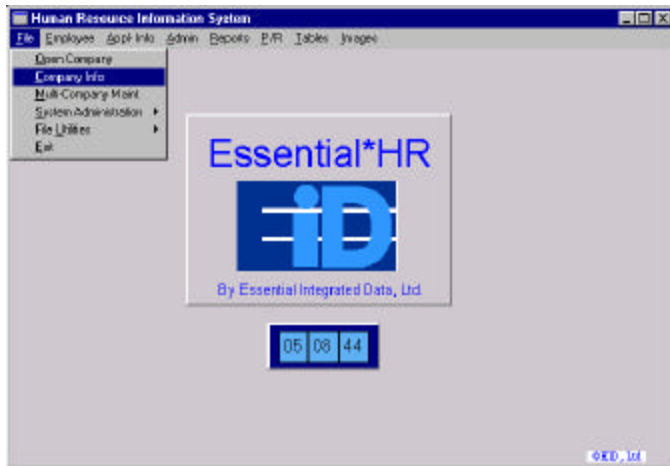 Human Resource Information System
File Employee Appl-Info Admin Reports P/R Tables Images
Open Company
Company Info
Multi-Company Maint
System Administration
File Utilities
Exit
Essential*HR
iD
By Essential Integrated Data, Ltd.
05 08 44
©EID, Ltd